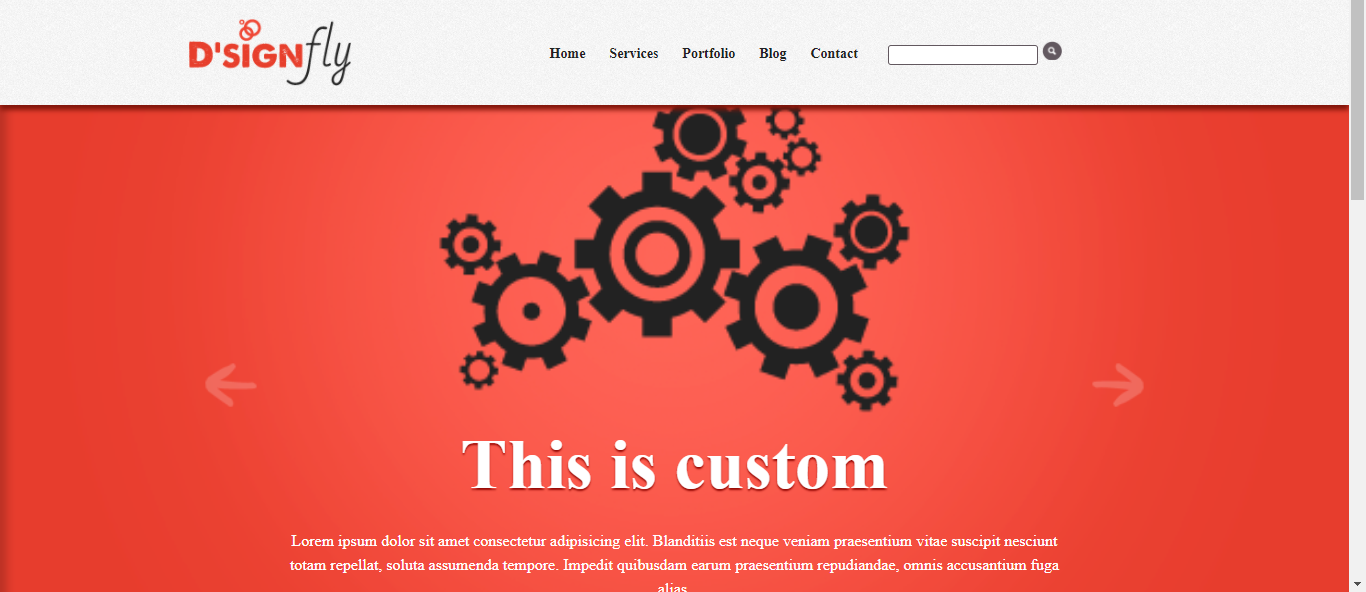 D'SIGNfly
Home Services Portfolio Blog Contact
This is custom
Lorem ipsum dolor sit amet consectetur adipisicing elit. Blanditiis est neque veniam praesentium vitae suscipit nesciunt
totam repellat, soluta assumenda tempore. Impedit quibusdam earum praesentium repudiandae, omnis accusantium fuga
alias